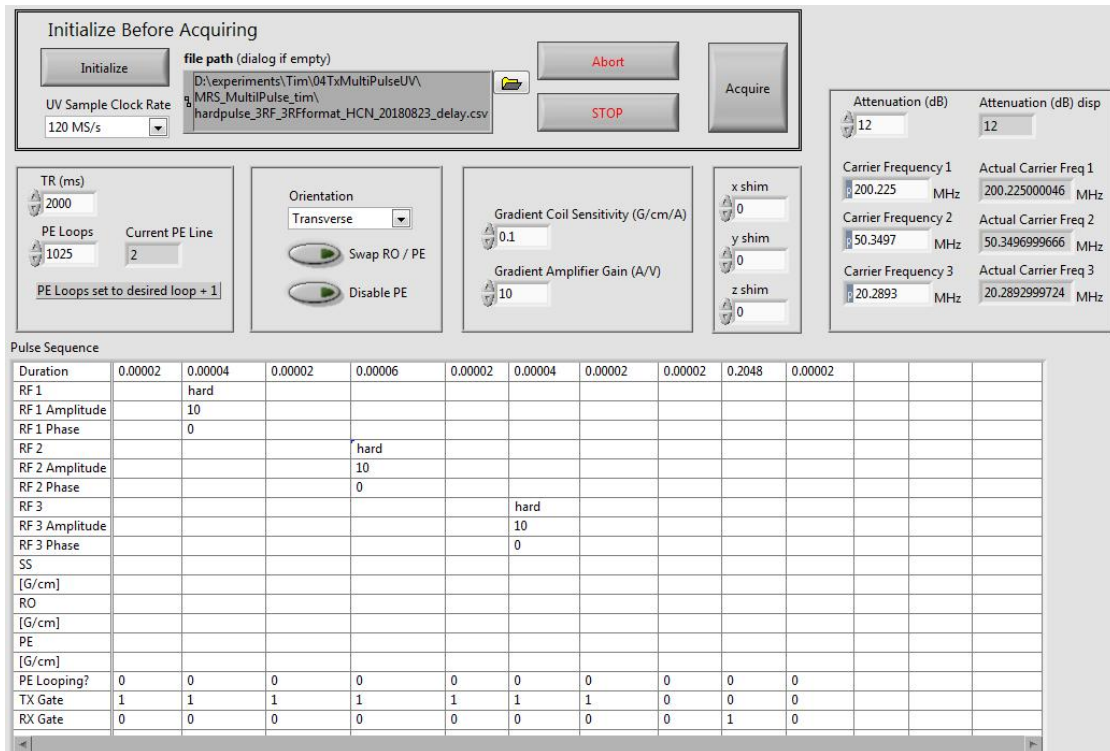 Initialize Before Acquiring
Initialize
file path (dialog if empty)
D:\experiments\Tim\04TxMultiPulseUV\
MRS_MultilPulse_tim\
hardpulse_3RF_3RFformat_HCN_20180823_delay.csv
UV Sample Clock Rate
120 MS/s
Abort
STOP
Acquire
Attenuation (dB) Attenuation (dB) disp
12 12
Carrier Frequency 1 Actual Carrier Freq 1
200.225 MHz 200.225000046 MHz
Carrier Frequency 2 Actual Carrier Freq 2
50.3497 MHz 50.3496999666 MHz
Carrier Frequency 3 Actual Carrier Freq 3
20.2893 MHz 20.2892999724 MHz
TR (ms)
2000
PE Loops Current PE Line
1025 2
PE Loops set to desired loop + 1
Orientation
Transverse
Swap RO / PE
Disable PE
Gradient Coil Sensitivity (G/cm/A)
0.1
Gradient Amplifier Gain (A/V)
10
x shim
0
y shim
0
z shim
0
Pulse Sequence
Duration 0.00002 0.00004 0.00002 0.00006 0.00002 0.00004 0.00002 0.00002 0.2048 0.00002
RF 1 hard
RF 1 Amplitude 10
RF 1 Phase 0
RF 2 hard
RF 2 Amplitude 10
RF 2 Phase 0
RF 3 hard
RF 3 Amplitude 10
RF 3 Phase 0
SS
[G/cm]
RO
[G/cm]
PE
[G/cm]
PE Looping? 0 0 0 0 0 0 0 0 0 0
TX Gate 1 1 1 1 1 1 1 0 0 0
RX Gate 0 0 0 0 0 0 0 0 1 0